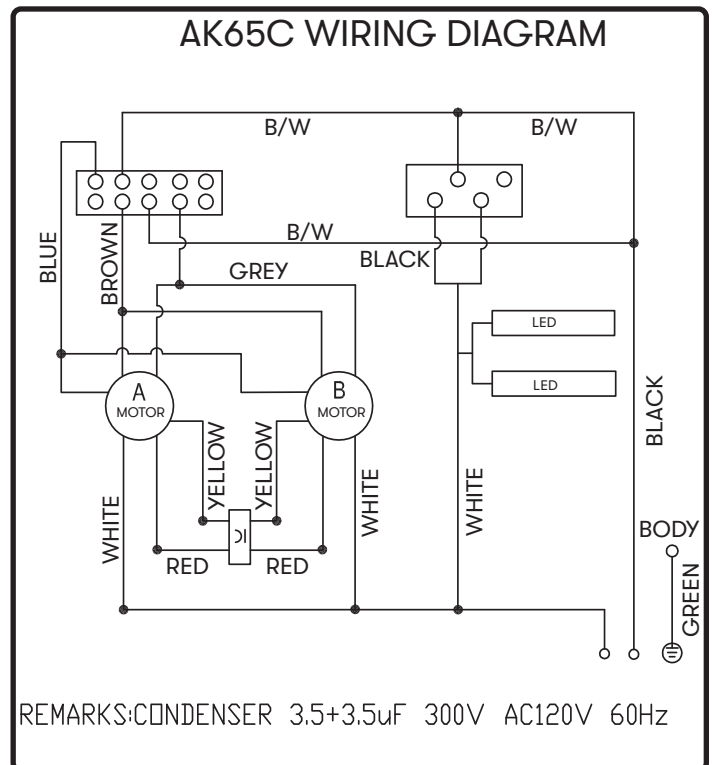 AK65C WIRING DIAGRAM
B/W B/W
B/W
BLUE
BROWN
GREY
BLACK
LED
LED
A
MOTOR
B
MOTOR
BLACK
YELLOW
YELLOW
WHITE
WHITE
WHITE
RED RED
BODY
GREEN
REMARKS:CONDENSER 3.5+3.5uF 300V AC120V 60Hz